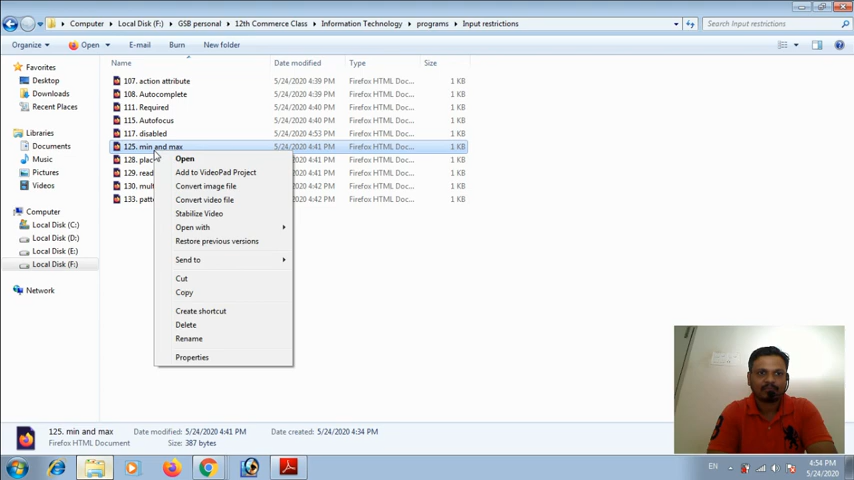 Computer Local Disk (F:) GSB personal 12th Commerce Class Information Technology programs Input restrictions Search Input restrictions
Organize Open E-mail Burn New folder
Name Date modified Type Size
Favorites
Desktop
Downloads
Recent Places
Libraries
Documents
Music
Pictures
Videos
Computer
Local Disk (C:)
Local Disk (D:)
Local Disk (E:)
Local Disk (F:)
Network
107. action attribute 5/24/2020 4:39 PM Firefox HTML Doc... 1 KB
108. Autocomplete 5/24/2020 4:39 PM Firefox HTML Doc... 1 KB
111. Required 5/24/2020 4:40 PM Firefox HTML Doc... 1 KB
115. Autofocus 5/24/2020 4:40 PM Firefox HTML Doc... 1 KB
117. disabled 5/24/2020 4:53 PM Firefox HTML Doc... 1 KB
125. min and max 5/24/2020 4:41 PM Firefox HTML Doc... 1 KB
128. plac 5/24/2020 4:41 PM Firefox HTML Doc... 1 KB
129. read 5/24/2020 4:41 PM Firefox HTML Doc... 1 KB
130. mult 5/24/2020 4:42 PM Firefox HTML Doc... 1 KB
133. patte 5/24/2020 4:42 PM Firefox HTML Doc... 1 KB
Open
Add to VideoPad Project
Convert image file
Convert video file
Stabilize Video
Open with
Restore previous versions
Send to
Cut
Copy
Create shortcut
Delete
Rename
Properties
125. min and max Date modified: 5/24/2020 4:41 PM Date created: 5/24/2020 4:34 PM
Firefox HTML Document Size: 387 bytes
EN 4:54 PM
5/24/2020